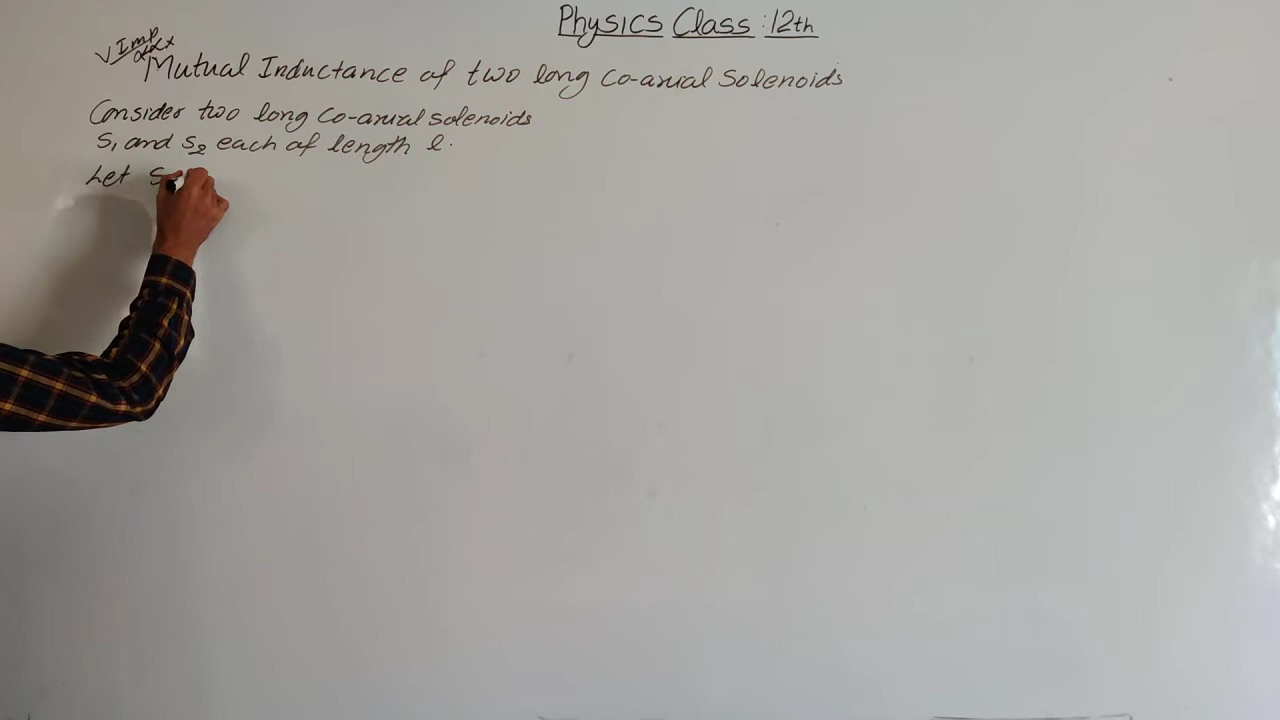 Physics Class : 12th
V Imp
Mutual Inductance of two long Co-axial Solenoids
Consider two long Co-axial solenoids
S₁ and S₂ each of length l.
Let